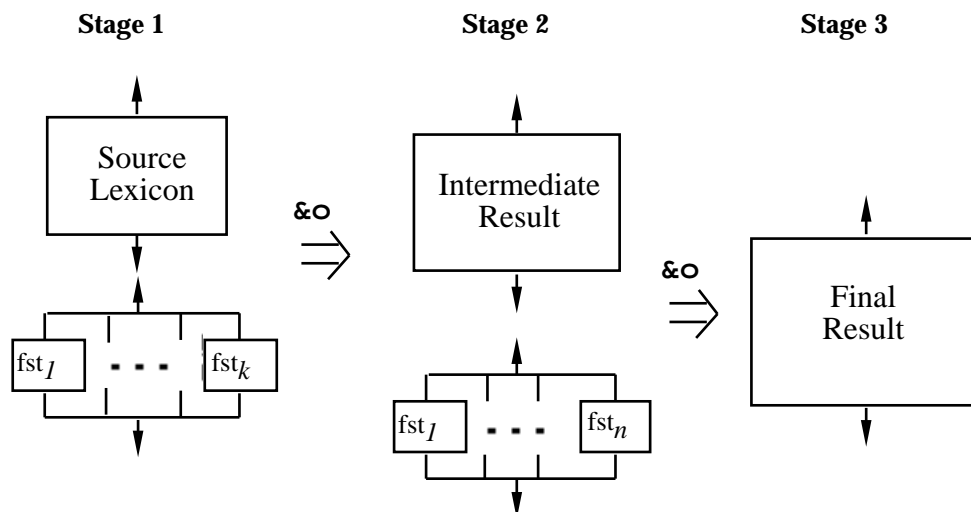 Stage 1
Stage 2
Stage 3
Source
Lexicon
&o
Intermediate
Result
&o
Final
Result
fst1
fstk
fst1
fstn